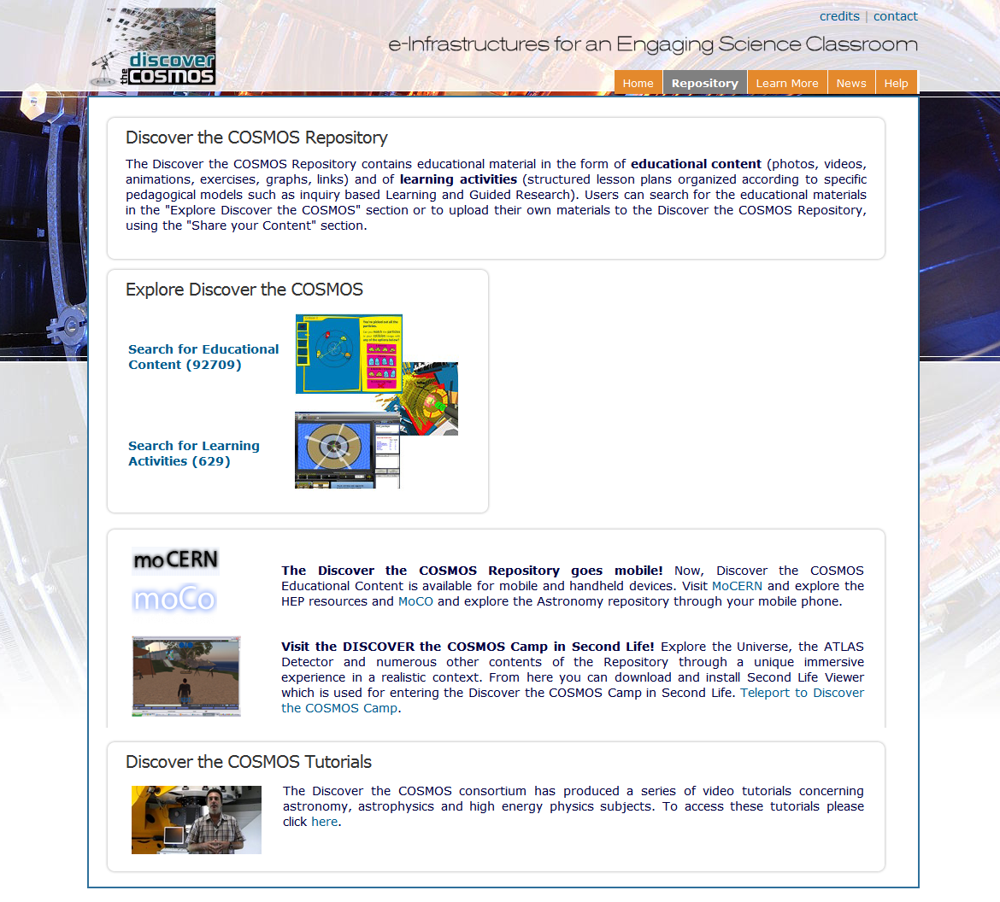 credits | contact
discover
the COSMOS
e-Infrastructures for an Engaging Science Classroom
Home Repository Learn More News Help
Discover the COSMOS Repository
The Discover the COSMOS Repository contains educational material in the form of educational content (photos, videos,
animations, exercises, graphs, links) and of learning activities (structured lesson plans organized according to specific
pedagogical models such as inquiry based Learning and Guided Research). Users can search for the educational materials
in the "Explore Discover the COSMOS" section or to upload their own materials to the Discover the COSMOS Repository,
using the "Share your Content" section.
Explore Discover the COSMOS
You've picked out all the
particles.
Search for Educational
Content (92709)
Search for Learning
Activities (629)
moCERN
moCo
The Discover the COSMOS Repository goes mobile! Now, Discover the COSMOS
Educational Content is available for mobile and handheld devices. Visit MoCERN and explore the
HEP resources and MoCO and explore the Astronomy repository through your mobile phone.
Visit the DISCOVER the COSMOS Camp in Second Life! Explore the Universe, the ATLAS
Detector and numerous other contents of the Repository through a unique immersive
experience in a realistic context. From here you can download and install Second Life Viewer
which is used for entering the Discover the COSMOS Camp in Second Life. Teleport to Discover
the COSMOS Camp.
Discover the COSMOS Tutorials
The Discover the COSMOS consortium has produced a series of video tutorials concerning
astronomy, astrophysics and high energy physics subjects. To access these tutorials please
click here.